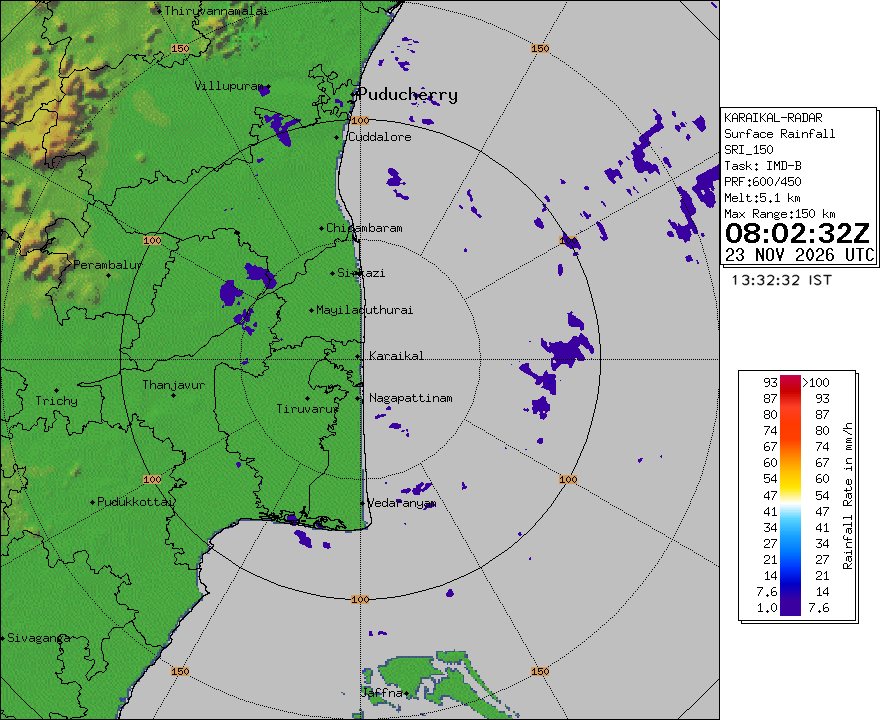 Thiruvannamalai
150
150
Villupuram
Puducherry
100
Cuddalore
Chidambaram
100
100
Perambalur
Sirkazi
Mayiladuthurai
Karaikal
Thanjavur
Trichy
Nagapattinam
Tiruvarur
100
100
Pudukkottai
Vedaranyam
100
Sivaganga
150
150
Jaffna
KARAIKAL-RADAR
Surface Rainfall
SRI_150
Task: IMD-B
PRF:600/450
Melt:5.1 km
Max Range:150 km
08:02:32Z
23 NOV 2026 UTC
13:32:32 IST
93 >100
87 93
80 87
74 80
67 74
60 67
54 60
47 54
41 47
34 41
27 34
21 27
14 21
7.6 14
1.0 7.6
Rainfall Rate in mm/h